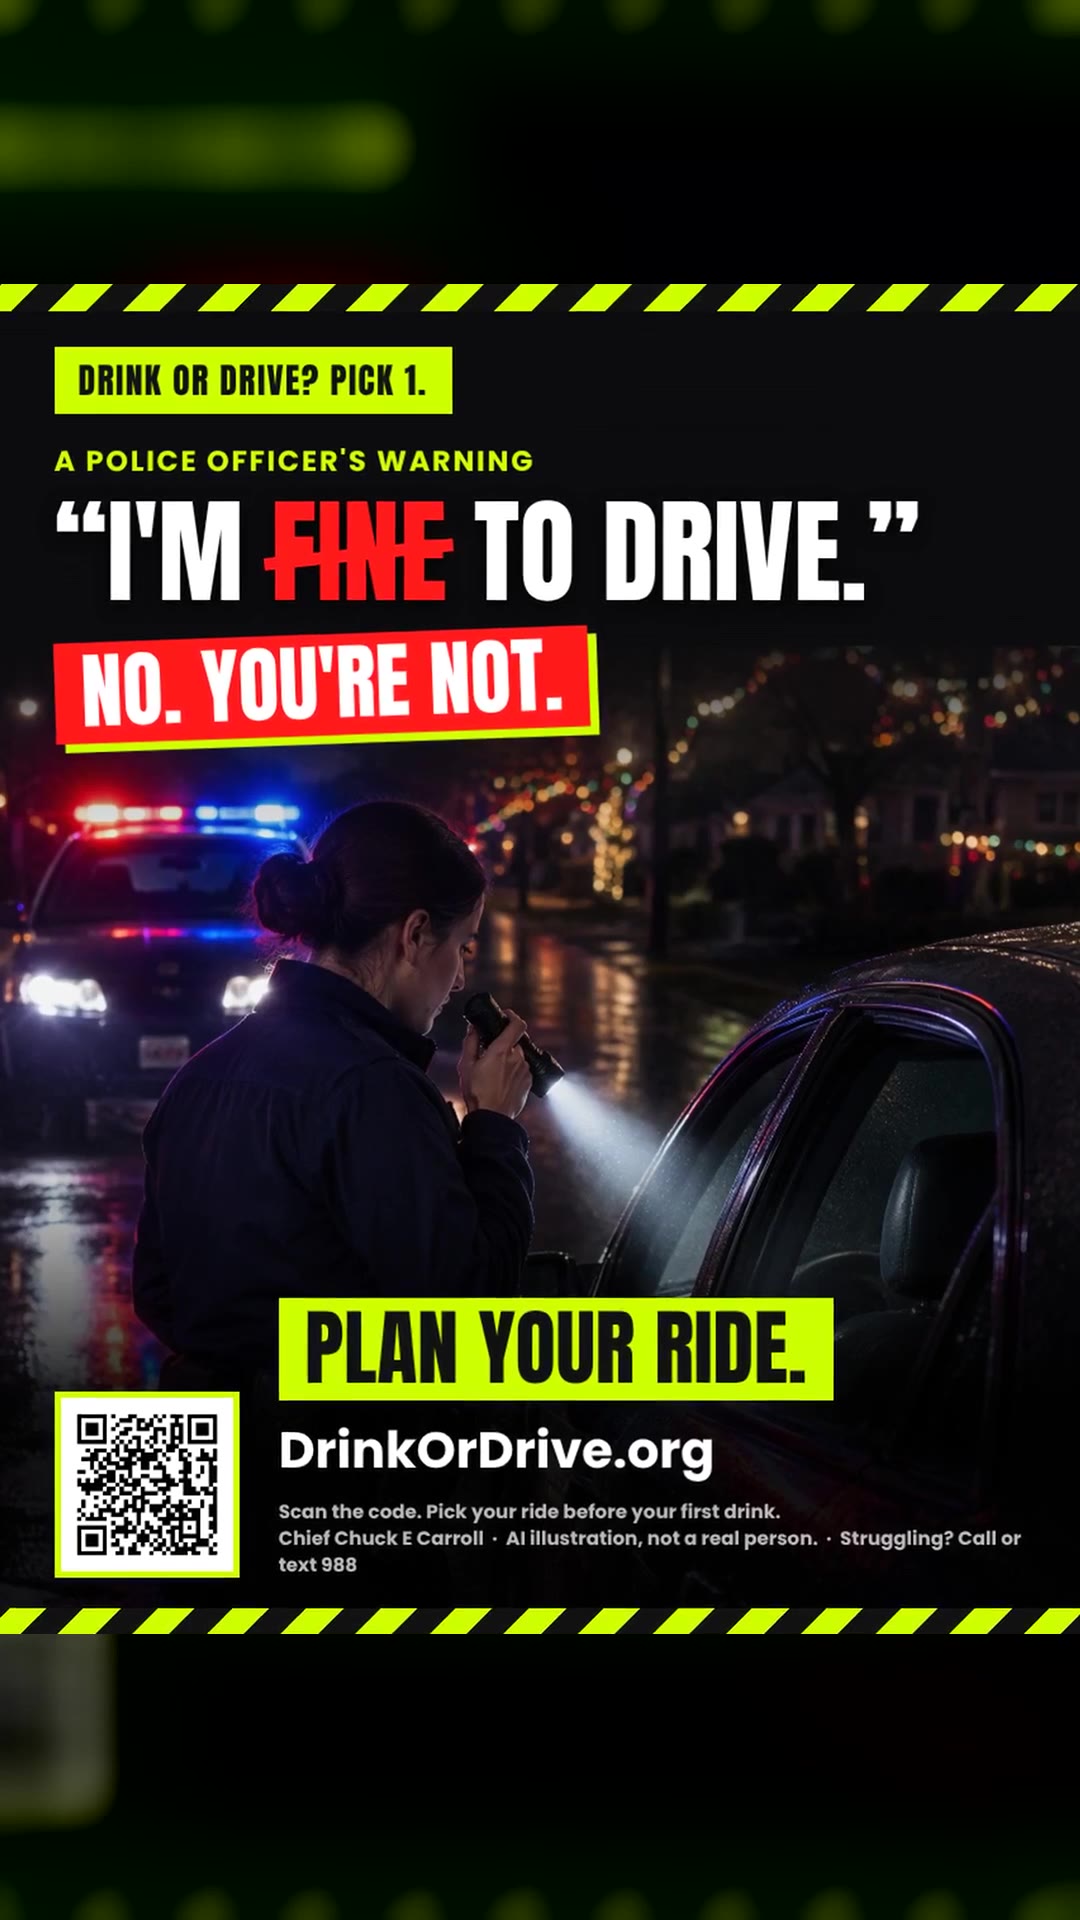 DRINK OR DRIVE? PICK 1.
A POLICE OFFICER'S WARNING
“I'M FINE TO DRIVE.”
NO. YOU'RE NOT.
PLAN YOUR RIDE.
DrinkOrDrive.org
Scan the code. Pick your ride before your first drink.
Chief Chuck E Carroll · AI illustration, not a real person. · Struggling? Call or
text 988